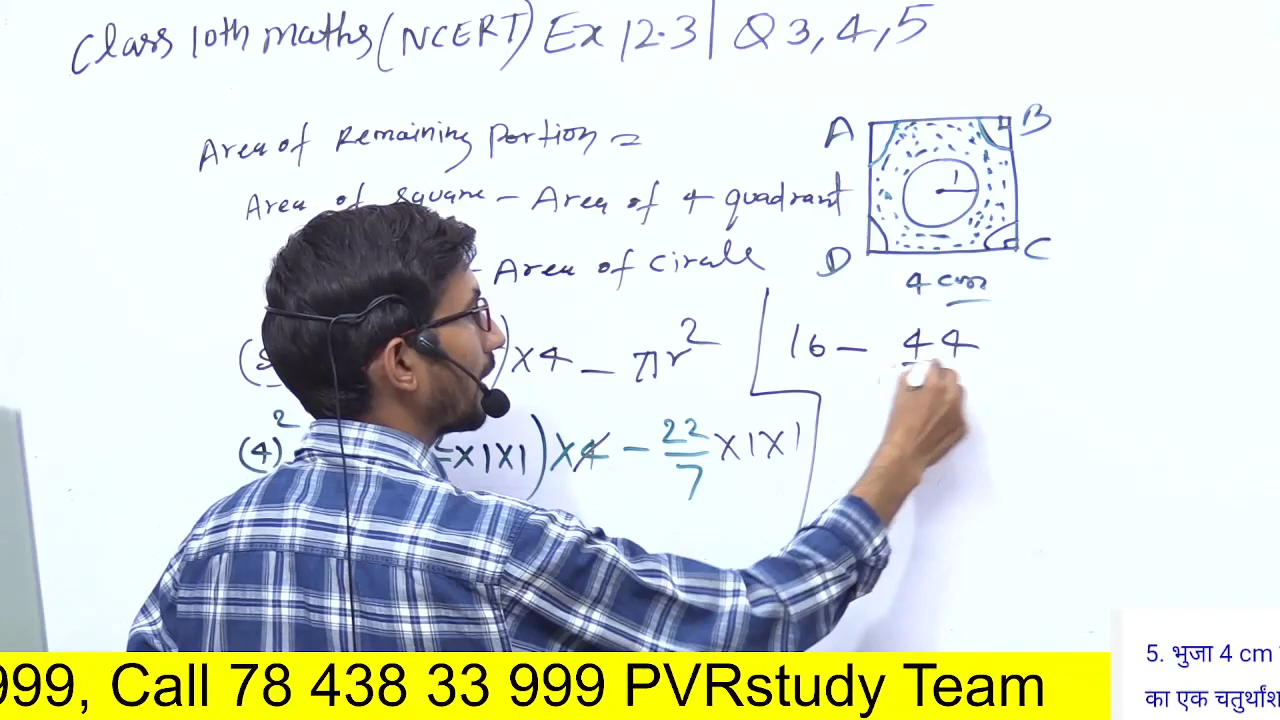 Class 10th maths (NCERT) Ex 12.3 | Q 3, 4, 5
Area of Remaining Portion =
Area of square - Area of 4 quadrant
- Area of Circle
A B
D C
1
4 cm
) x 4 - πr²
16 - 44
(4)²
x1x1) x 4 - 22/7 x1x1
999, Call 78 438 33 999 PVRstudy Team
5. भुजा 4 cm
का एक चतुर्थांश